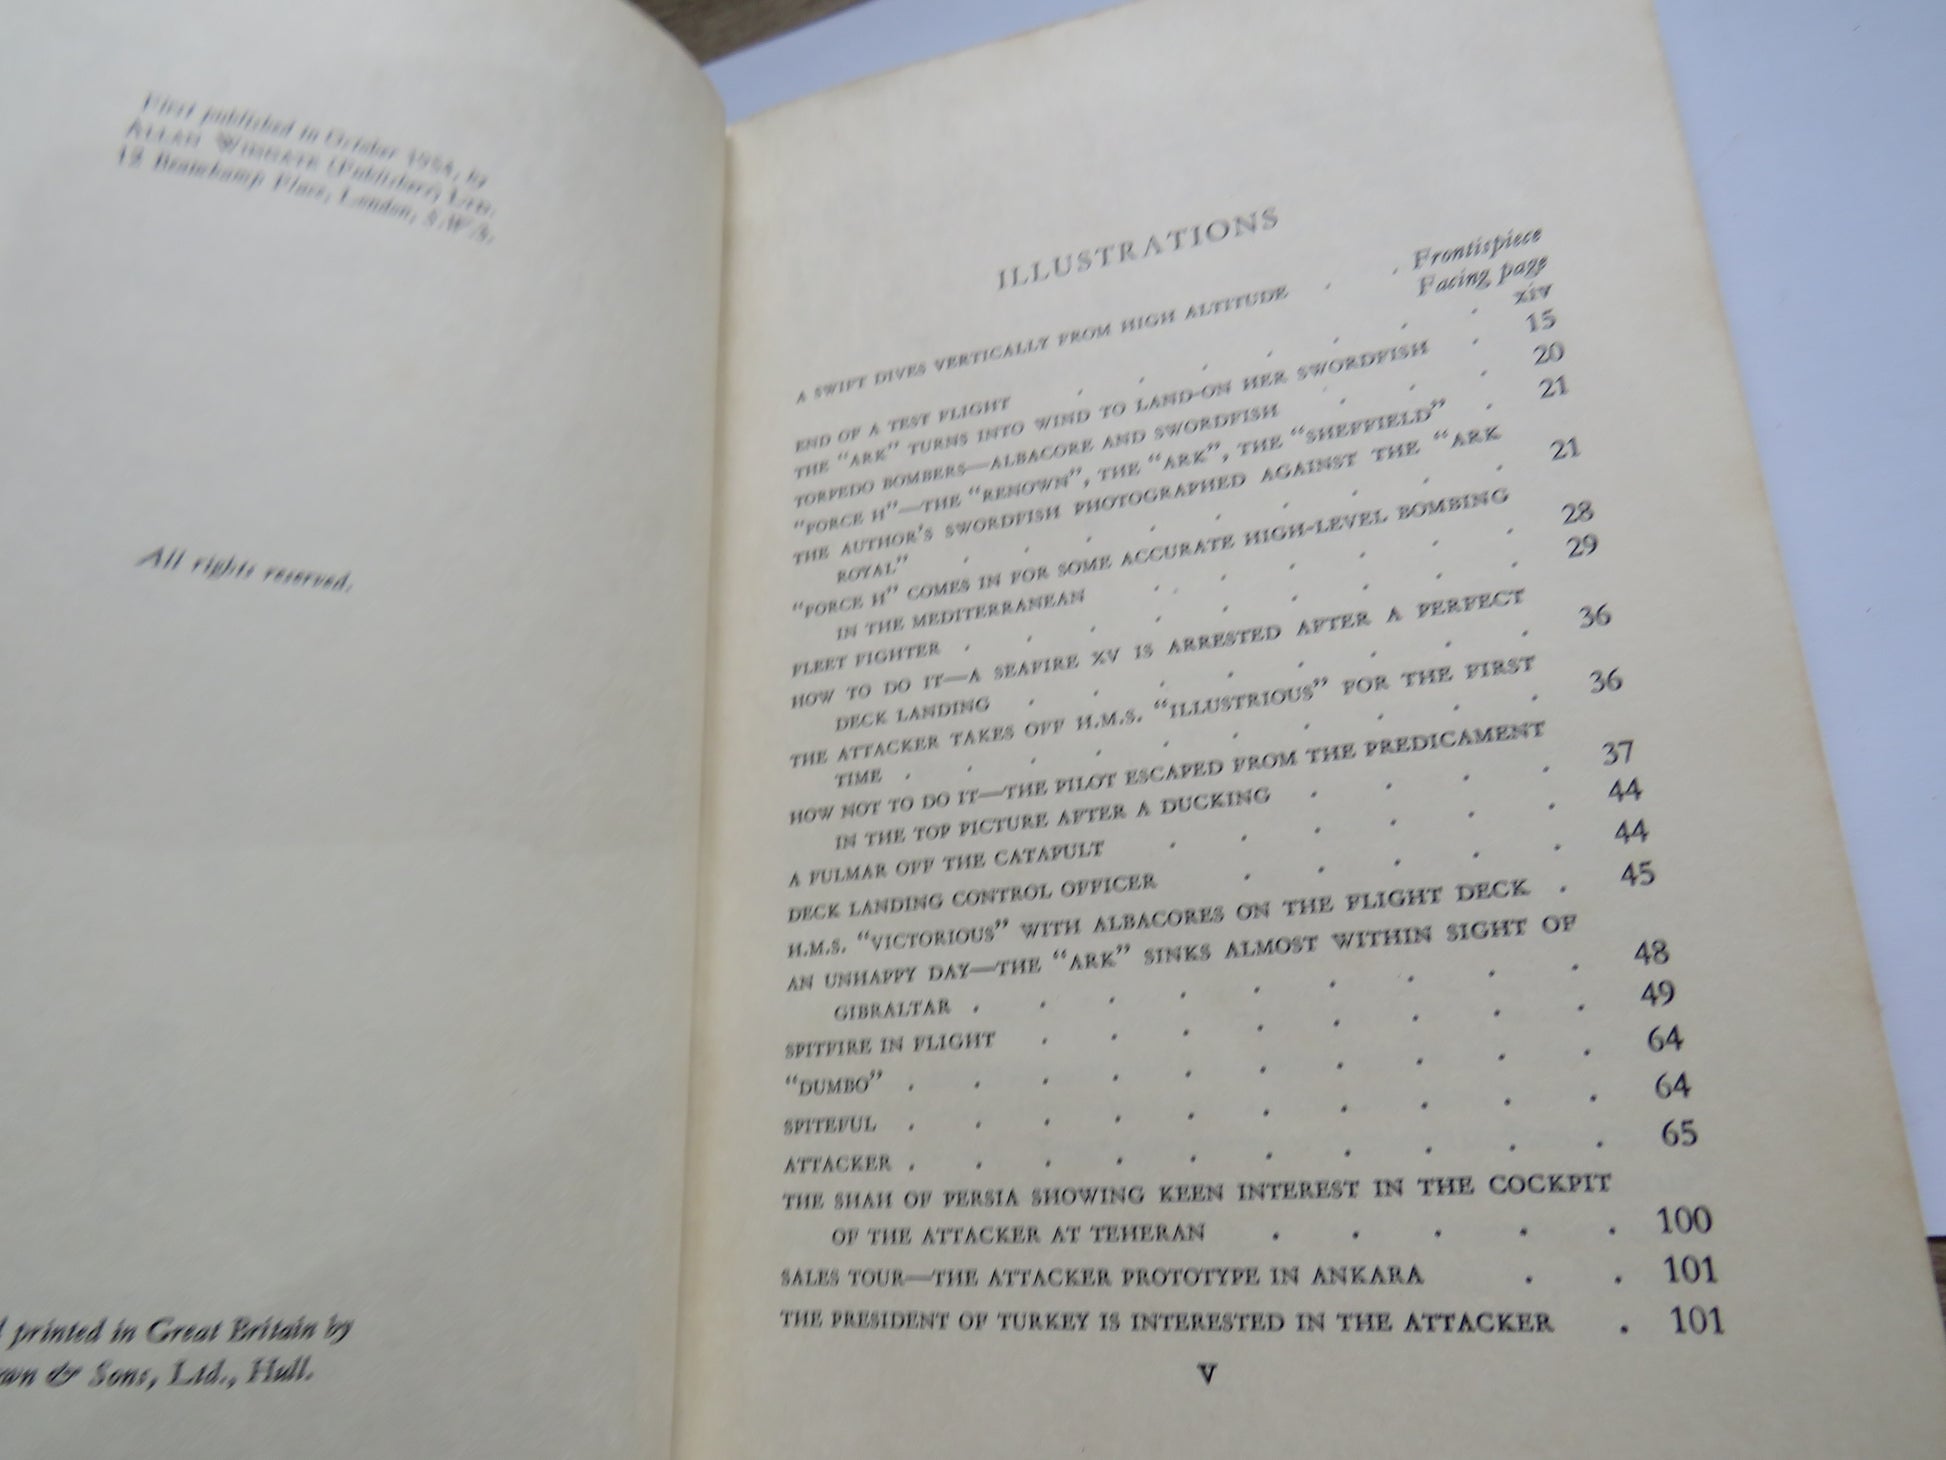 First published in October 1954, by
ALLAN WINGATE (Publishers) LTD.
12 Beauchamp Place, London, S.W.3.
All rights reserved.
printed in Great Britain by
& Sons, Ltd., Hull.
ILLUSTRATIONS
A SWIFT DIVES VERTICALLY FROM HIGH ALTITUDE . . Frontispiece
Facing page
END OF A TEST FLIGHT . . . . . . . xiv
THE "ARK" TURNS INTO WIND TO LAND-ON HER SWORDFISH . 15
TORPEDO BOMBERS—ALBACORE AND SWORDFISH . . . 20
"FORCE H"—THE "RENOWN", THE "ARK", THE "SHEFFIELD" . 21
THE AUTHOR'S SWORDFISH PHOTOGRAPHED AGAINST THE "ARK
ROYAL" . . . . . . . . . 21
"FORCE H" COMES IN FOR SOME ACCURATE HIGH-LEVEL BOMBING
IN THE MEDITERRANEAN . . . . . . 28
FLEET FIGHTER . . . . . . . . . 29
HOW TO DO IT—A SEAFIRE XV IS ARRESTED AFTER A PERFECT
DECK LANDING . . . . . . . . 36
THE ATTACKER TAKES OFF H.M.S. "ILLUSTRIOUS" FOR THE FIRST
TIME . . . . . . . . . . 36
HOW NOT TO DO IT—THE PILOT ESCAPED FROM THE PREDICAMENT
IN THE TOP PICTURE AFTER A DUCKING . . . . 37
A FULMAR OFF THE CATAPULT . . . . . . 44
DECK LANDING CONTROL OFFICER . . . . . 44
H.M.S. "VICTORIOUS" WITH ALBACORES ON THE FLIGHT DECK . 45
AN UNHAPPY DAY—THE "ARK" SINKS ALMOST WITHIN SIGHT OF
GIBRALTAR . . . . . . . . . 48
SPITFIRE IN FLIGHT . . . . . . . . 49
"DUMBO" . . . . . . . . . . 64
SPITEFUL . . . . . . . . . . 64
ATTACKER . . . . . . . . . . 65
THE SHAH OF PERSIA SHOWING KEEN INTEREST IN THE COCKPIT
OF THE ATTACKER AT TEHERAN . . . . . 100
SALES TOUR—THE ATTACKER PROTOTYPE IN ANKARA . . 101
THE PRESIDENT OF TURKEY IS INTERESTED IN THE ATTACKER . 101
V